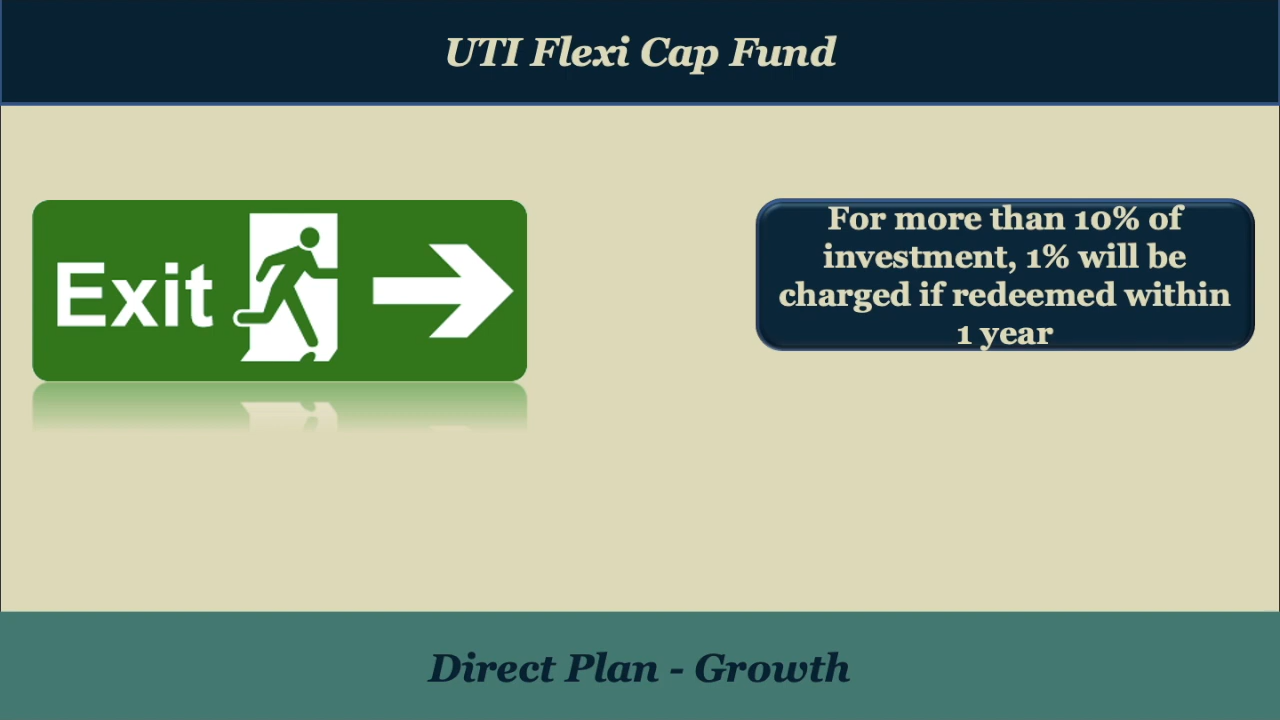 UTI Flexi Cap Fund
Exit
For more than 10% of
investment, 1% will be
charged if redeemed within
1 year
Direct Plan - Growth